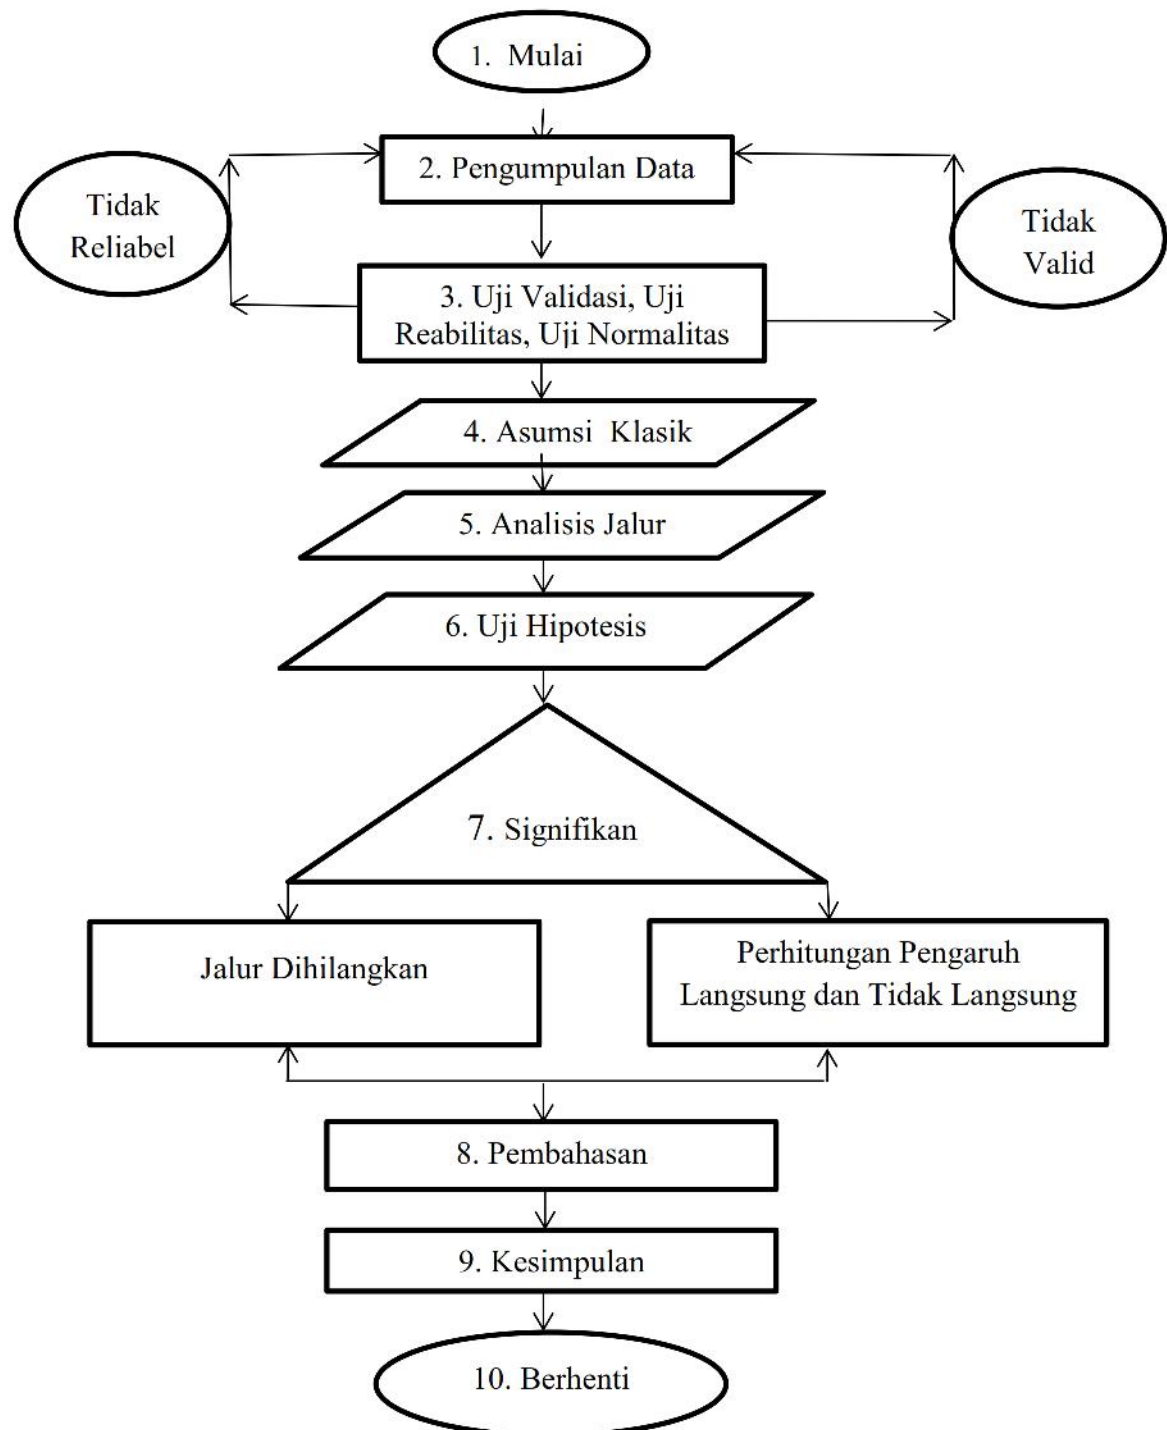 1. Mulai
2. Pengumpulan Data
Tidak
Reliabel
Tidak
Valid
3. Uji Validasi, Uji
Reabilitas, Uji Normalitas
4. Asumsi Klasik
5. Analisis Jalur
6. Uji Hipotesis
7. Signifikan
Jalur Dihilangkan
Perhitungan Pengaruh
Langsung dan Tidak Langsung
8. Pembahasan
9. Kesimpulan
10. Berhenti